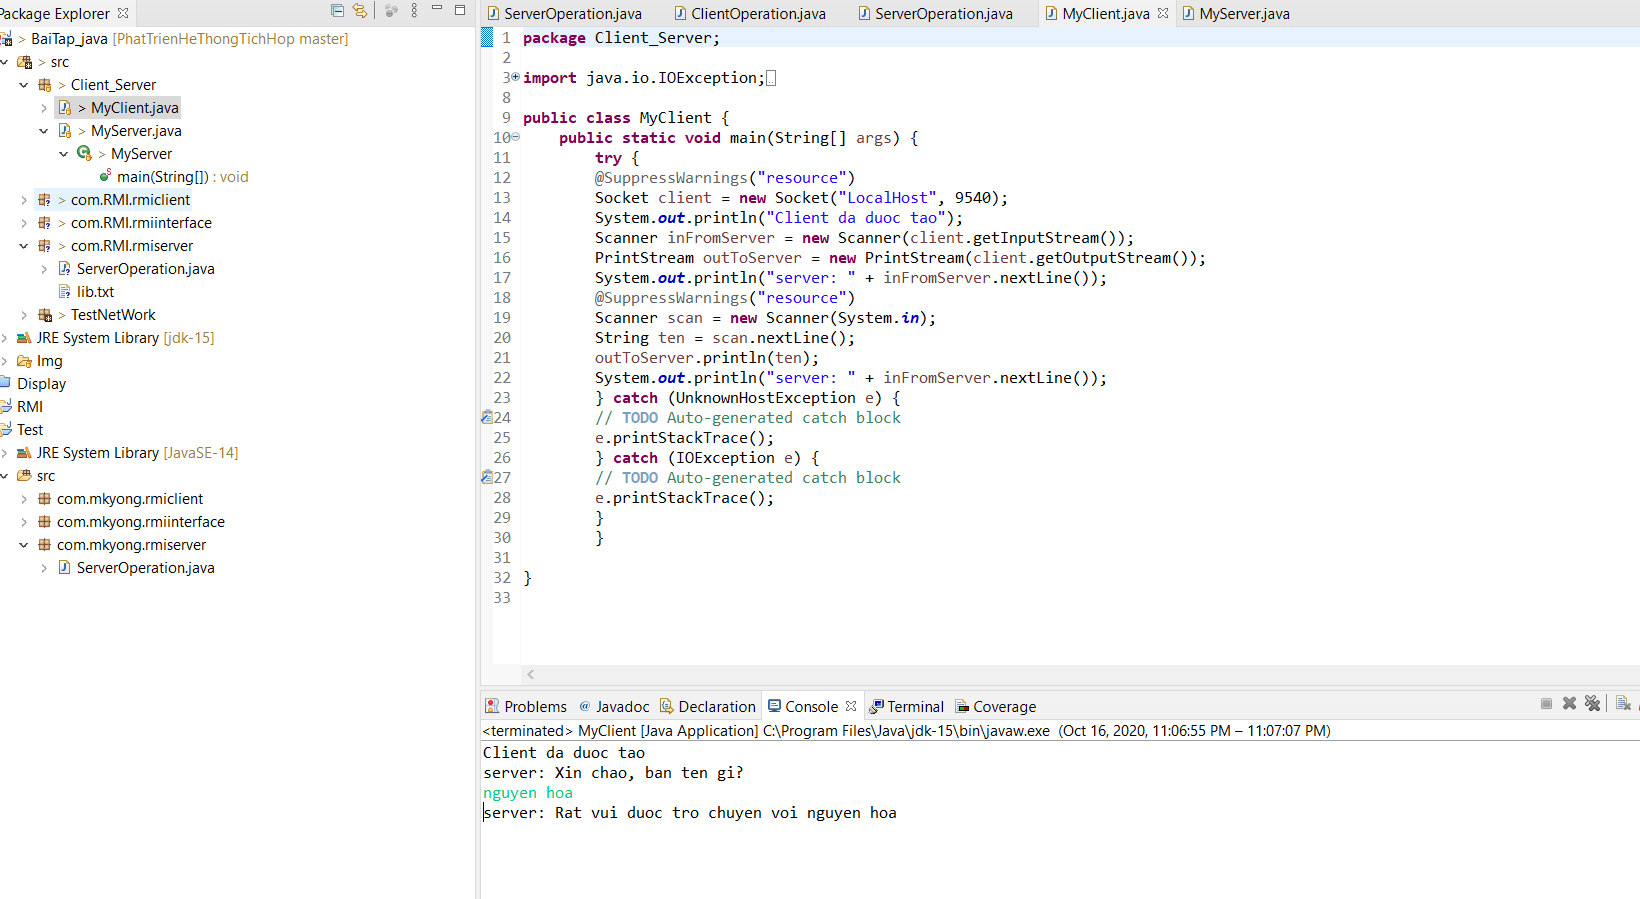 Package Explorer
> BaiTap_java [PhatTrienHeThongTichHop master]
> src
> Client_Server
> MyClient.java
> MyServer.java
> MyServer
main(String[]) : void
> com.RMI.rmiclient
> com.RMI.rmiinterface
> com.RMI.rmiserver
ServerOperation.java
lib.txt
> TestNetWork
JRE System Library [jdk-15]
Img
Display
RMI
Test
JRE System Library [JavaSE-14]
src
com.mkyong.rmiclient
com.mkyong.rmiinterface
com.mkyong.rmiserver
ServerOperation.java
ServerOperation.java ClientOperation.java ServerOperation.java MyClient.java MyServer.java
1 package Client_Server;
2
3 import java.io.IOException;
8
9 public class MyClient {
10 public static void main(String[] args) {
11 try {
12 @SuppressWarnings("resource")
13 Socket client = new Socket("LocalHost", 9540);
14 System.out.println("Client da duoc tao");
15 Scanner inFromServer = new Scanner(client.getInputStream());
16 PrintStream outToServer = new PrintStream(client.getOutputStream());
17 System.out.println("server: " + inFromServer.nextLine());
18 @SuppressWarnings("resource")
19 Scanner scan = new Scanner(System.in);
20 String ten = scan.nextLine();
21 outToServer.println(ten);
22 System.out.println("server: " + inFromServer.nextLine());
23 } catch (UnknownHostException e) {
24 // TODO Auto-generated catch block
25 e.printStackTrace();
26 } catch (IOException e) {
27 // TODO Auto-generated catch block
28 e.printStackTrace();
29 }
30 }
31
32 }
33
Problems @ Javadoc Declaration Console Terminal Coverage
<terminated> MyClient [Java Application] C:\Program Files\Java\jdk-15\bin\javaw.exe (Oct 16, 2020, 11:06:55 PM – 11:07:07 PM)
Client da duoc tao
server: Xin chao, ban ten gi?
nguyen hoa
server: Rat vui duoc tro chuyen voi nguyen hoa